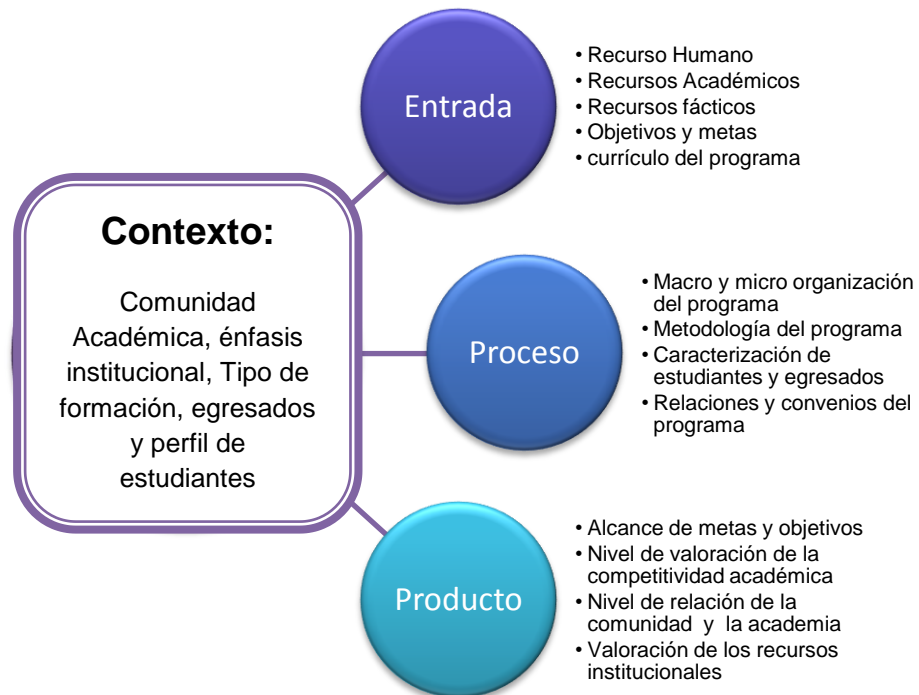 Contexto:
Comunidad
Académica, énfasis
institucional, Tipo de
formación, egresados
y perfil de
estudiantes
Entrada
• Recurso Humano
• Recursos Académicos
• Recursos fácticos
• Objetivos y metas
• currículo del programa
Proceso
• Macro y micro organización
del programa
• Metodología del programa
• Caracterización de
estudiantes y egresados
• Relaciones y convenios del
programa
Producto
• Alcance de metas y objetivos
• Nivel de valoración de la
competitividad académica
• Nivel de relación de la
comunidad y la academia
• Valoración de los recursos
institucionales